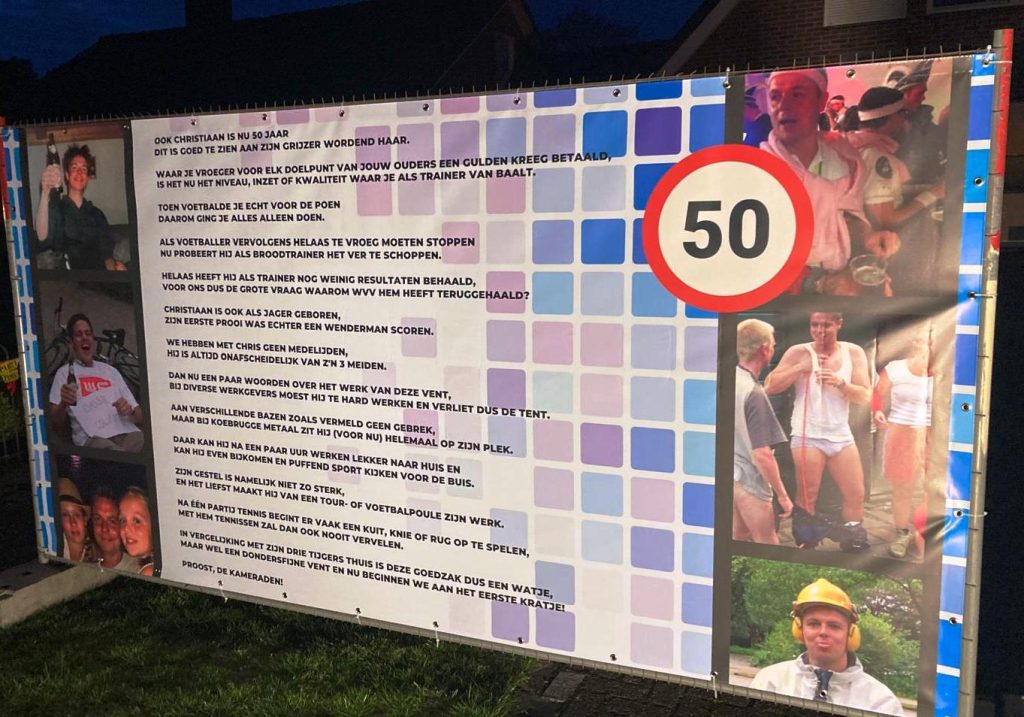 OOK CHRISTIAAN IS NU 50 JAAR
DIT IS GOED TE ZIEN AAN ZIJN GRIJZER WORDEND HAAR.
WAAR JE VROEGER VOOR ELK DOELPUNT VAN JOUW OUDERS EEN GULDEN KREEG BETAALD,
IS HET NU HET NIVEAU, INZET OF KWALITEIT WAAR JE ALS TRAINER VAN BAALT.
TOEN VOETBALDE JE ECHT VOOR DE POEN
DAAROM GING JE ALLES ALLEEN DOEN.
ALS VOETBALLER VERVOLGENS HELAAS TE VROEG MOETEN STOPPEN
NU PROBEERT HIJ ALS BROODTRAINER HET VER TE SCHOPPEN.
HELAAS HEEFT HIJ ALS TRAINER NOG WEINIG RESULTATEN BEHAALD,
VOOR ONS DUS DE GROTE VRAAG WAAROM WVV HEM HEEFT TERUGGEHAALD?
CHRISTIAAN IS OOK ALS JAGER GEBOREN,
ZIJN EERSTE PROOI WAS ECHTER EEN WENDERMAN SCOREN.
WE HEBBEN MET CHRIS GEEN MEDELIJDEN,
HIJ IS ALTIJD ONAFSCHEIDELIJK VAN Z'N 3 MEIDEN.
DAN NU EEN PAAR WOORDEN OVER HET WERK VAN DEZE VENT,
BIJ DIVERSE WERKGEVERS MOEST HIJ TE HARD WERKEN EN VERLIET DUS DE TENT.
AAN VERSCHILLENDE BAZEN ZOALS VERMELD GEEN GEBREK,
MAAR BIJ KOEBRUGGE METAAL ZIT HIJ (VOOR NU) HELEMAAL OP ZIJN PLEK.
DAAR KAN HIJ NA EEN PAAR UUR WERKEN LEKKER NAAR HUIS EN
KAN HIJ EVEN BIJKOMEN EN PUFFEND SPORT KIJKEN VOOR DE BUIS.
ZIJN GESTEL IS NAMELIJK NIET ZO STERK,
EN HET LIEFST MAAKT HIJ VAN EEN TOUR- OF VOETBALPOULE ZIJN WERK.
NA ÉÉN PARTIJ TENNIS BEGINT ER VAAK EEN KUIT, KNIE OF RUG OP TE SPELEN,
MET HEM TENNISSEN ZAL DAN OOK NOOIT VERVELEN.
IN VERGELIJKING MET ZIJN DRIE TIJGERS THUIS IS DEZE GOEDZAK DUS EEN WATJE,
MAAR WEL EEN DONDERSFIJNE VENT EN NU BEGINNEN WE AAN HET EERSTE KRATJE!
PROOST, DE KAMERADEN!
50